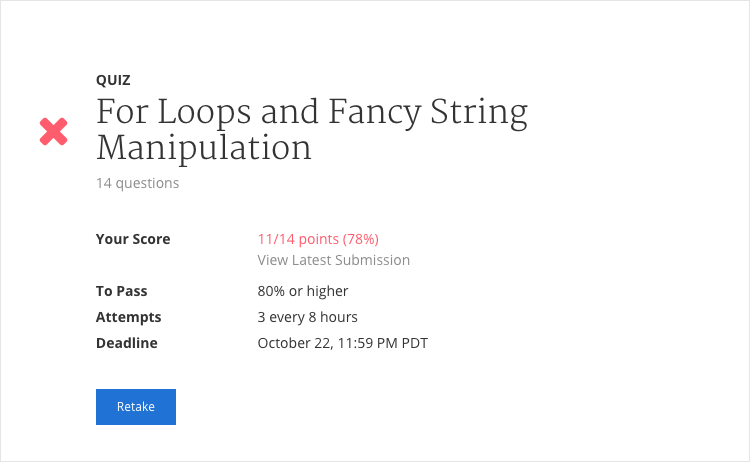 QUIZ
For Loops and Fancy String
Manipulation
14 questions
Your Score 11/14 points (78%)
View Latest Submission
To Pass 80% or higher
Attempts 3 every 8 hours
Deadline October 22, 11:59 PM PDT
Retake